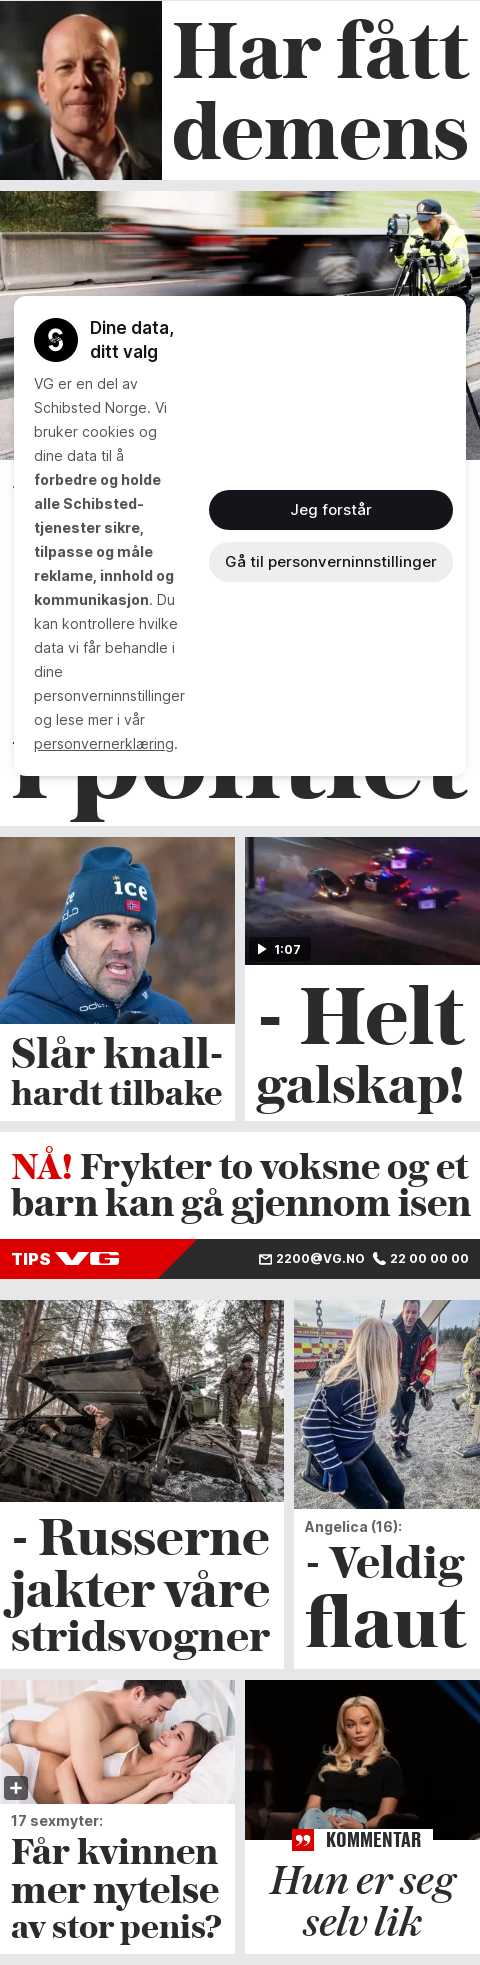 Har fått
demens
Dine data,
ditt valg
VG er en del av
Schibsted Norge. Vi
bruker cookies og
dine data til å
forbedre og holde
alle Schibsted-
tjenester sikre,
tilpasse og måle
reklame, innhold og
kommunikasjon. Du
kan kontrollere hvilke
data vi får behandle i
dine
personverninnstillinger
og lese mer i vår
personvernerklæring.
Jeg forstår
Gå til personverninnstillinger
i politiet
ice
Slår knall-
hardt tilbake
1:07
- Helt
galskap!
NÅ! Frykter to voksne og et
barn kan gå gjennom isen
TIPS VG
2200@VG.NO 22 00 00 00
- Russerne
jakter våre
stridsvogner
Angelica (16):
- Veldig
flaut
17 sexmyter:
Får kvinnen
mer nytelse
av stor penis?
KOMMENTAR
Hun er seg
selv lik